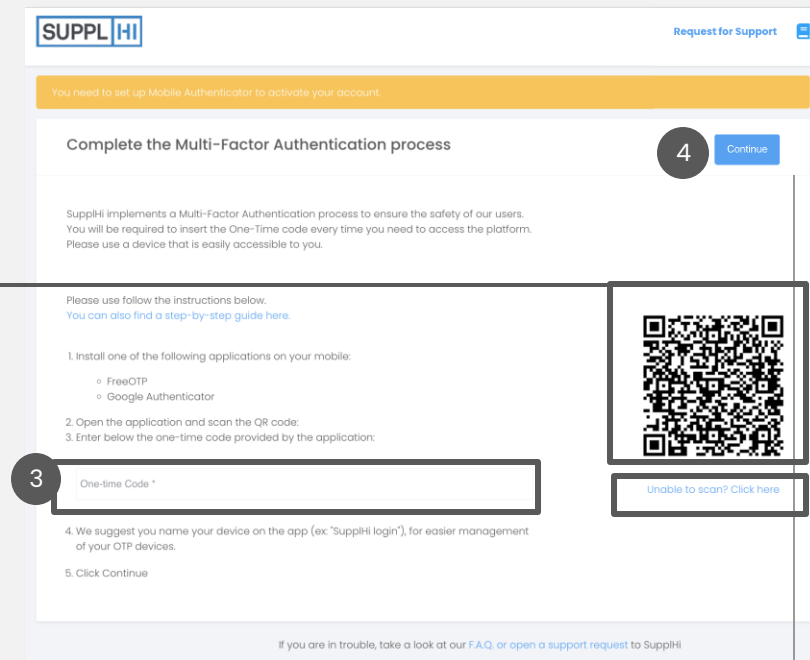 SUPPL HI
Request for Support
You need to set up Mobile Authenticator to activate your account.
Complete the Multi-Factor Authentication process
4
Continue
SupplHi implements a Multi-Factor Authentication process to ensure the safety of our users.
You will be required to insert the One-Time code every time you need to access the platform.
Please use a device that is easily accessible to you.
Please use follow the instructions below.
You can also find a step-by-step guide here.
1. Install one of the following applications on your mobile:
FreeOTP
Google Authenticator
2. Open the application and scan the QR code:
3. Enter below the one-time code provided by the application:
3
One-time Code *
Unable to scan? Click here
4. We suggest you name your device on the app (ex: "SupplHi login"), for easier management
of your OTP devices.
5. Click Continue
If you are in trouble, take a look at our F.A.Q. or open a support request to SupplHi